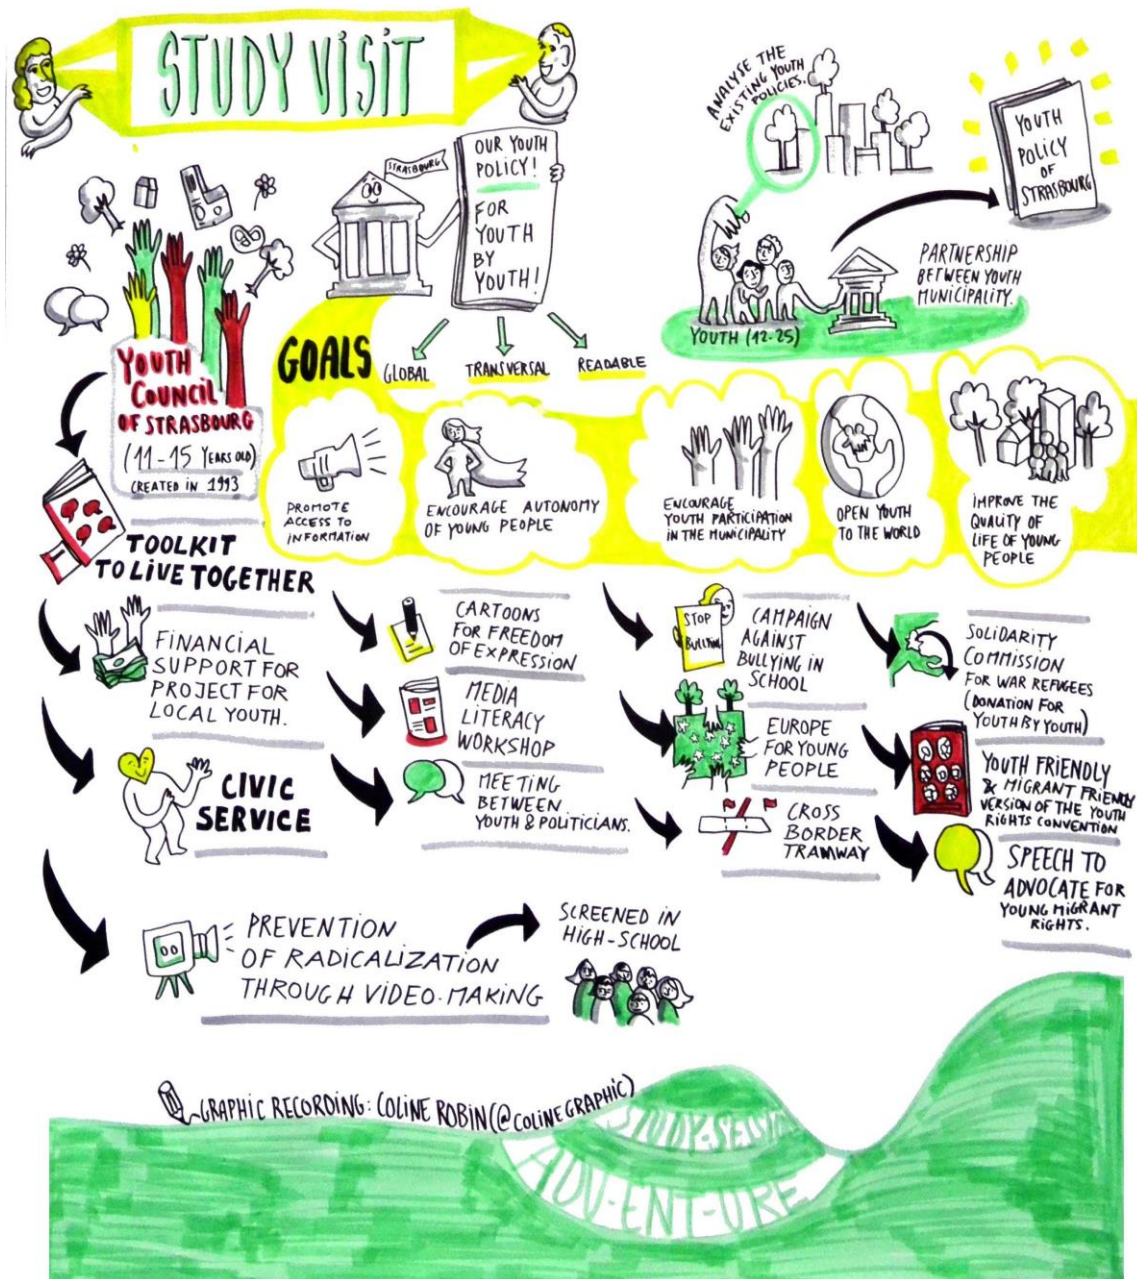 STUDY VISIT
ANALYSE THE
EXISTING YOUTH
POLICIES.
YOUTH
POLICY
OF
STRASBOURG
STRASBOURG
OUR YOUTH
POLICY!
FOR
YOUTH
BY
YOUTH!
PARTNERSHIP
BETWEEN YOUTH
MUNICIPALITY.
YOUTH (12-25)
YOUTH
COUNCIL
OF STRASBOURG
(11-15 YEARS OLD)
CREATED IN 1993
GOALS
GLOBAL
TRANSVERSAL
READABLE
PROMOTE
ACCESS TO
INFORMATION
ENCOURAGE AUTONOMY
OF YOUNG PEOPLE
ENCOURAGE
YOUTH PARTICIPATION
IN THE MUNICIPALITY
OPEN YOUTH
TO THE WORLD
IMPROVE THE
QUALITY OF
LIFE OF YOUNG
PEOPLE
TOOLKIT
TO LIVE TOGETHER
FINANCIAL
SUPPORT FOR
PROJECT FOR
LOCAL YOUTH.
CIVIC
SERVICE
CARTOONS
FOR FREEDOM
OF EXPRESSION
MEDIA
LITERACY
WORKSHOP
MEETING
BETWEEN
YOUTH & POLITICIANS.
STOP
BULLYING
CAMPAIGN
AGAINST
BULLYING IN
SCHOOL
EUROPE
FOR YOUNG
PEOPLE
CROSS
BORDER
TRAMWAY
SOLIDARITY
COMMISSION
FOR WAR REFUGEES
(DONATION FOR
YOUTH BY YOUTH)
YOUTH FRIENDLY
& MIGRANT FRIENDLY
VERSION OF THE YOUTH
RIGHTS CONVENTION
SPEECH TO
ADVOCATE FOR
YOUNG MIGRANT
RIGHTS.
PREVENTION
OF RADICALIZATION
THROUGH VIDEO-MAKING
SCREENED IN
HIGH-SCHOOL
GRAPHIC RECORDING: COLINE ROBIN (@COLINEGRAPHIC)
STUDY-SESSION
ADV-ENT-URE